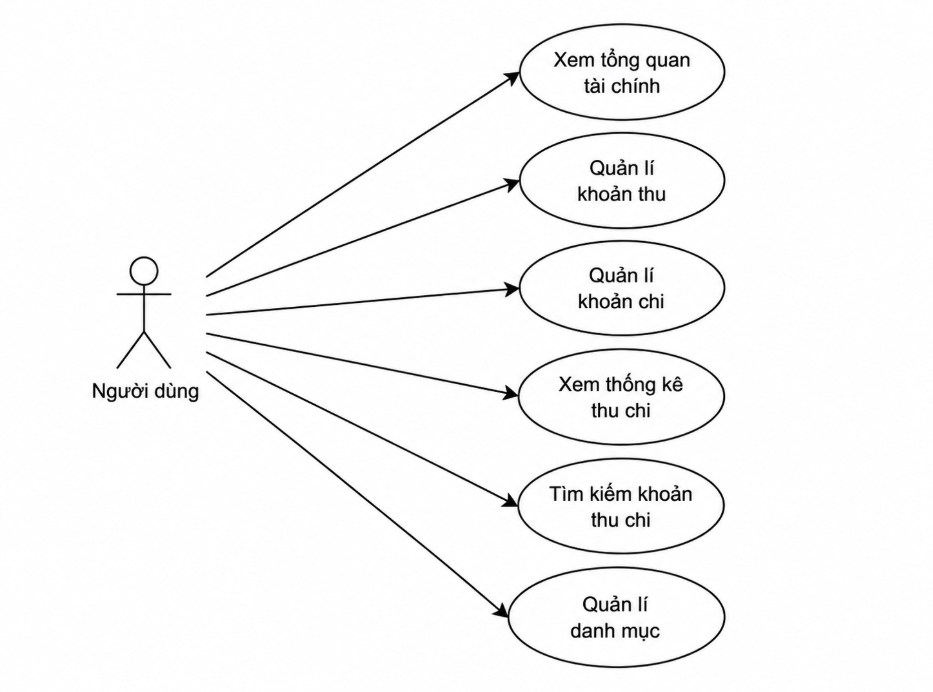 Xem tổng quan
tài chính
Quản lí
khoản thu
Quản lí
khoản chi
Người dùng
Xem thống kê
thu chi
Tìm kiếm khoản
thu chi
Quản lí
danh mục